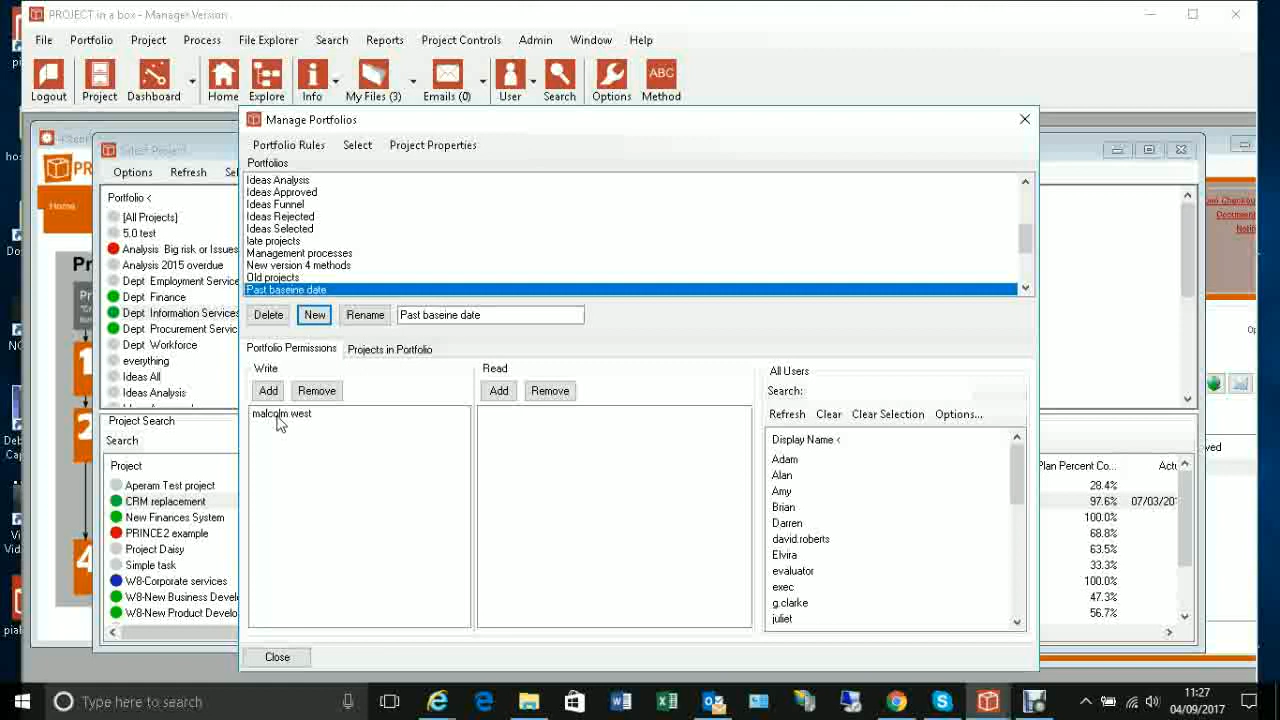 PROJECT in a box - Manager Version
File Portfolio Project Process File Explorer Search Reports Project Controls Admin Window Help
ABC
Logout Project Dashboard Home Explore Info My Files (3) Emails (0) User Search Options Method
Manage Portfolios
Portfolio Rules Select Project Properties
Portfolios
Ideas Analysis
Ideas Approved
Ideas Funnel
Ideas Rejected
Ideas Selected
late projects
Management processes
New version 4 methods
Old projects
Past baseine date
Delete New Rename Past baseine date
Portfolio Permissions Projects in Portfolio
Write Read All Users
Add Remove Add Remove Search:
Refresh Clear Clear Selection Options...
malcolm west
Display Name <
Adam
Alan
Amy
Brian
Darren
david.roberts
Elvira
evaluator
exec
g.clarke
juliet
Close
Select Project
Options Refresh Sel
Portfolio <
[All Projects]
5.0 test
Analysis Big risk or Issues
Analysis 2015 overdue
Dept Employment Service
Dept Finance
Dept Information Services
Dept Procurement Servic
Dept Workforce
everything
Ideas All
Ideas Analysis
Project Search
Search
Project
Aperam Test project
CRM replacement
New Finances System
PRINCE2 example
Project Daisy
Simple task
W8-Corporate services
W8-New Business Devel
W8-New Product Develo
Plan Percent Co... Actu
28.4%
97.6% 07/03/20
100.0%
68.8%
63.5%
33.3%
100.0%
47.3%
56.7%
Home
Type here to search
11:27
04/09/2017